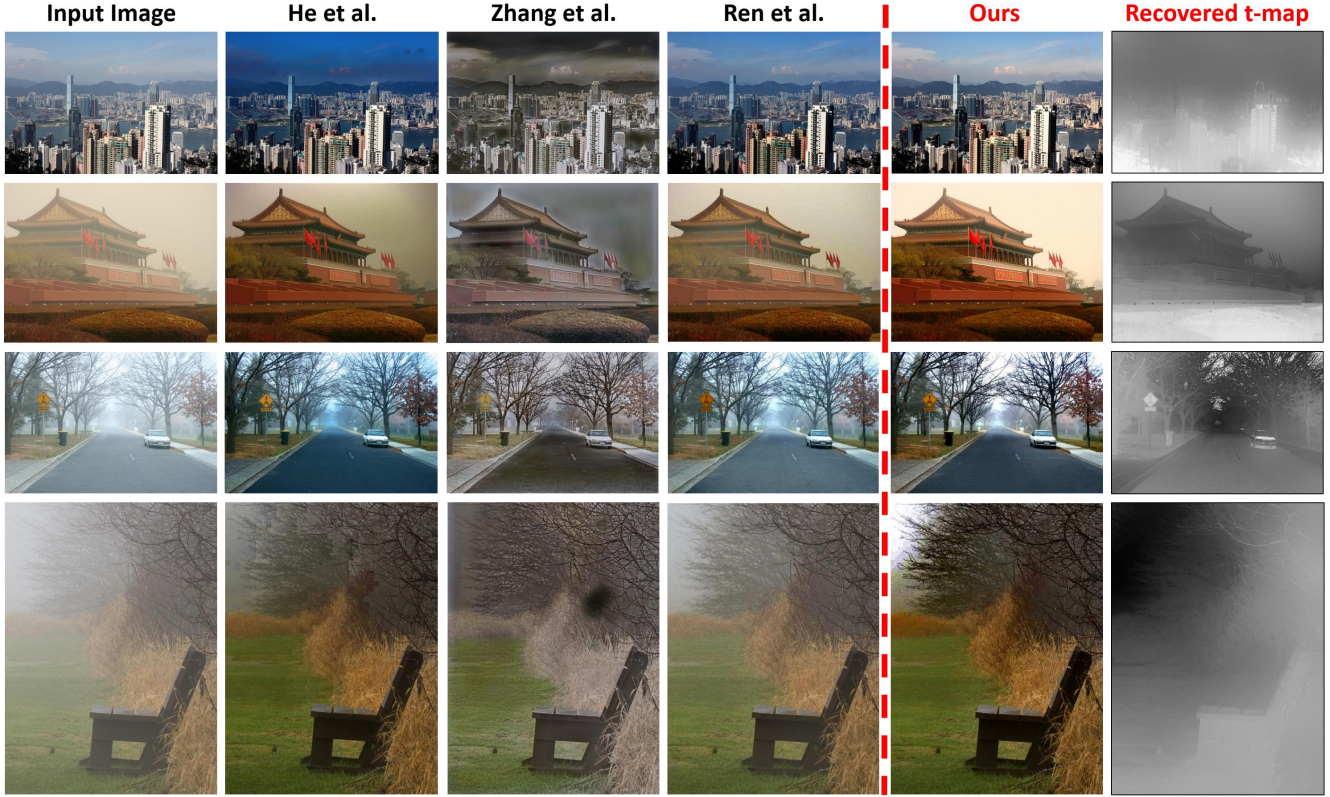 Input Image He et al. Zhang et al. Ren et al. Ours Recovered t-map